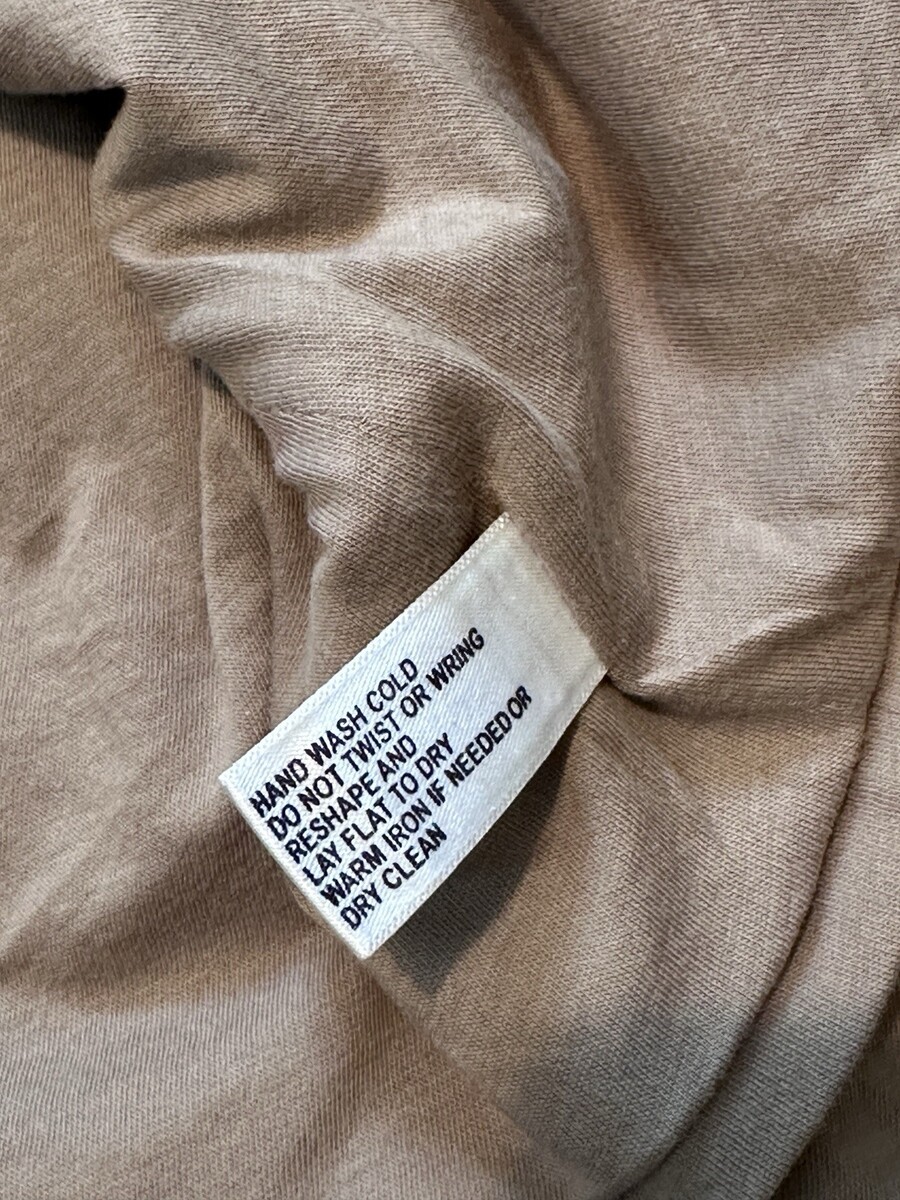 HAND WASH COLD
DO NOT TWIST OR WRING
RESHAPE AND
LAY FLAT TO DRY
WARM IRON IF NEEDED OR
DRY CLEAN